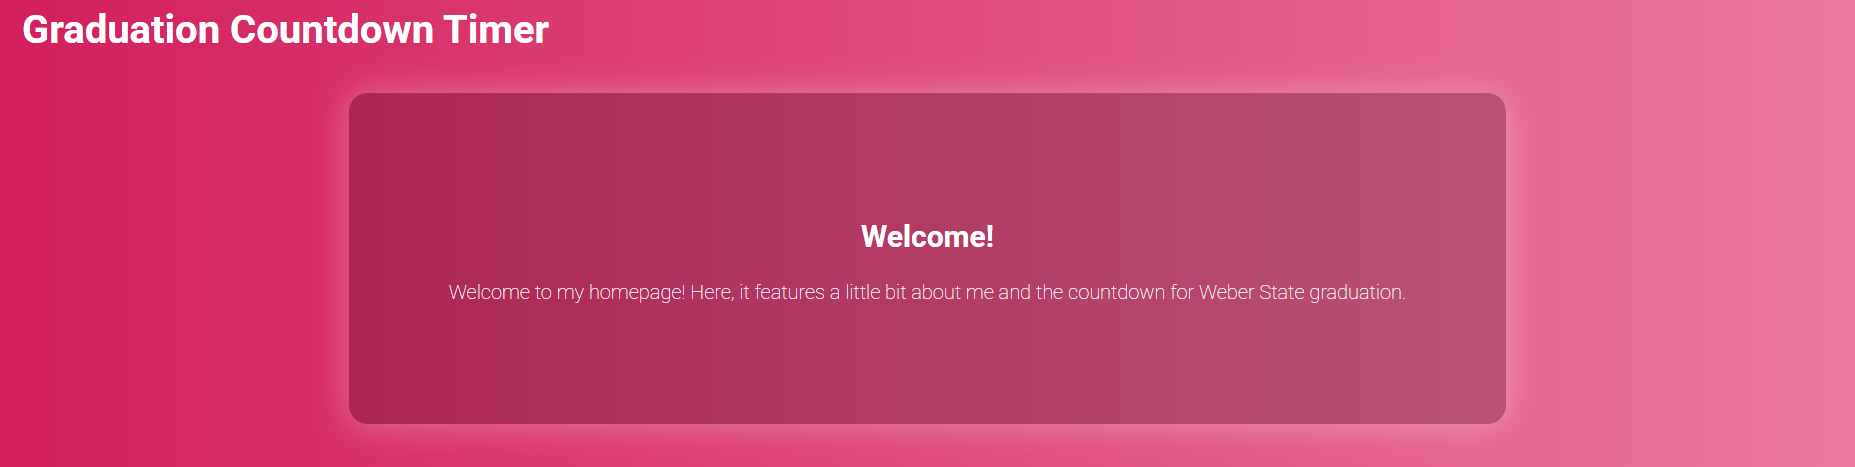 Graduation Countdown Timer
Welcome!
Welcome to my homepage! Here, it features a little bit about me and the countdown for Weber State graduation.